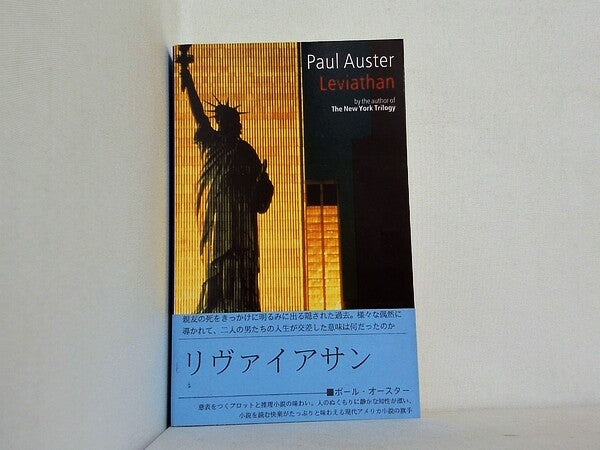 Paul Auster
Leviathan
by the author of
The New York Trilogy
親友の死をきっかけに明るみに出る隠された過去。様々な偶然に
導かれて、二人の男たちの人生が交差した意味は何だったのか
リヴァイアサン
■ポール・オースター
意表をつくプロットと推理小説の味わい。人のぬくもりに静かな知性が漂い、
小説を読む快楽がたっぷりと味わえる現代アメリカ小説の旗手